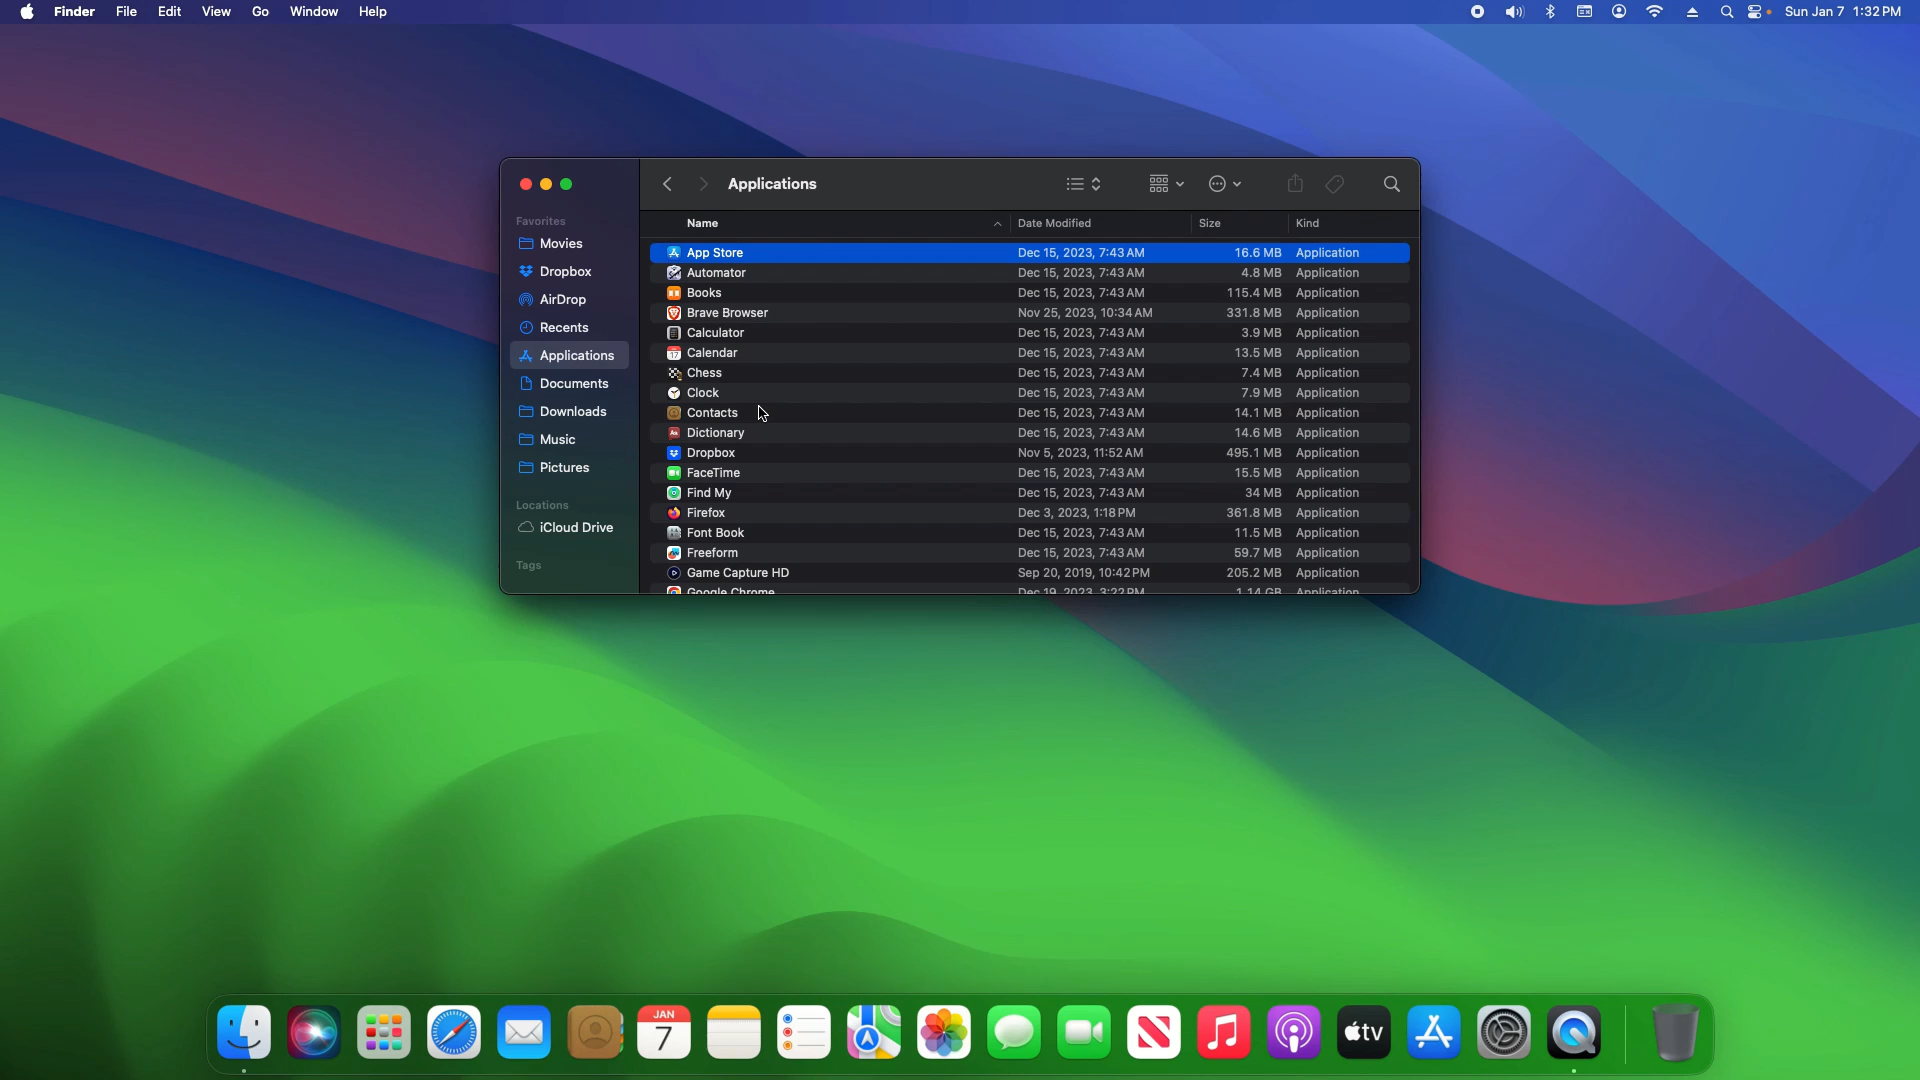 Finder File Edit View Go Window Help Sun Jan 7 1:32 PM
Applications
Favorites
Movies
Dropbox
AirDrop
Recents
Applications
Documents
Downloads
Music
Pictures
Locations
iCloud Drive
Tags
Name Date Modified Size Kind
App Store Dec 15, 2023, 7:43 AM 16.6 MB Application
Automator Dec 15, 2023, 7:43 AM 4.8 MB Application
Books Dec 15, 2023, 7:43 AM 115.4 MB Application
Brave Browser Nov 25, 2023, 10:34 AM 331.8 MB Application
Calculator Dec 15, 2023, 7:43 AM 3.9 MB Application
Calendar Dec 15, 2023, 7:43 AM 13.5 MB Application
Chess Dec 15, 2023, 7:43 AM 7.4 MB Application
Clock Dec 15, 2023, 7:43 AM 7.9 MB Application
Contacts Dec 15, 2023, 7:43 AM 14.1 MB Application
Dictionary Dec 15, 2023, 7:43 AM 14.6 MB Application
Dropbox Nov 5, 2023, 11:52 AM 495.1 MB Application
FaceTime Dec 15, 2023, 7:43 AM 15.5 MB Application
Find My Dec 15, 2023, 7:43 AM 34 MB Application
Firefox Dec 3, 2023, 1:18 PM 361.8 MB Application
Font Book Dec 15, 2023, 7:43 AM 11.5 MB Application
Freeform Dec 15, 2023, 7:43 AM 59.7 MB Application
Game Capture HD Sep 20, 2019, 10:42 PM 205.2 MB Application
Google Chrome Dec 19, 2023, 3:22 PM 1.14 GB Application
JAN
7
tv